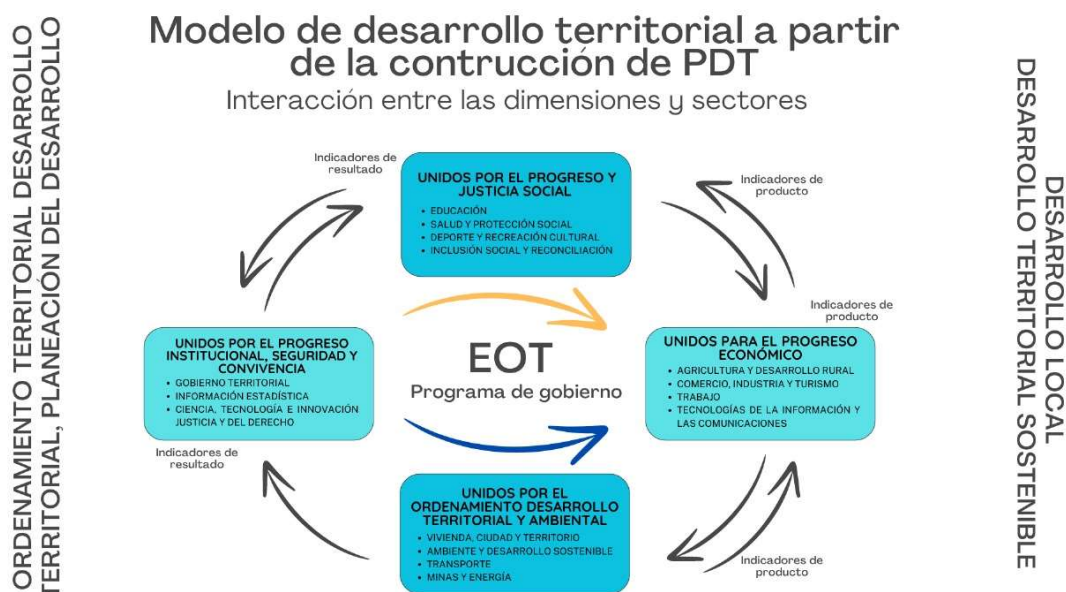 ORDENAMIENTO TERRITORIAL DESARROLLO
TERRITORIAL, PLANEACIÓN DEL DESARROLLO
Modelo de desarrollo territorial a partir
de la contrucción de PDT
Interacción entre las dimensiones y sectores
Indicadores de
resultado
UNIDOS POR EL PROGRESO Y
JUSTICIA SOCIAL
• EDUCACIÓN
• SALUD Y PROTECCIÓN SOCIAL
• DEPORTE Y RECREACIÓN CULTURAL
• INCLUSIÓN SOCIAL Y RECONCILIACIÓN
Indicadores de
producto
Indicadores de
producto
UNIDOS POR EL PROGRESO
INSTITUCIONAL, SEGURIDAD Y
CONVIVENCIA
• GOBIERNO TERRITORIAL
• INFORMACIÓN ESTADÍSTICA
• CIENCIA, TECNOLOGÍA E INNOVACIÓN
JUSTICIA Y DEL DERECHO
EOT
Programa de gobierno
UNIDOS PARA EL PROGRESO
ECONÓMICO
• AGRICULTURA Y DESARROLLO RURAL
• COMERCIO, INDUSTRIA Y TURISMO
• TRABAJO
• TECNOLOGÍAS DE LA INFORMACIÓN Y
LAS COMUNICACIONES
Indicadores de
resultado
UNIDOS POR EL
ORDENAMIENTO DESARROLLO
TERRITORIAL Y AMBIENTAL
• VIVIENDA, CIUDAD Y TERRITORIO
• AMBIENTE Y DESARROLLO SOSTENIBLE
• TRANSPORTE
• MINAS Y ENERGÍA
Indicadores de
producto
DESARROLLO LOCAL
DESARROLLO TERRITORIAL SOSTENIBLE